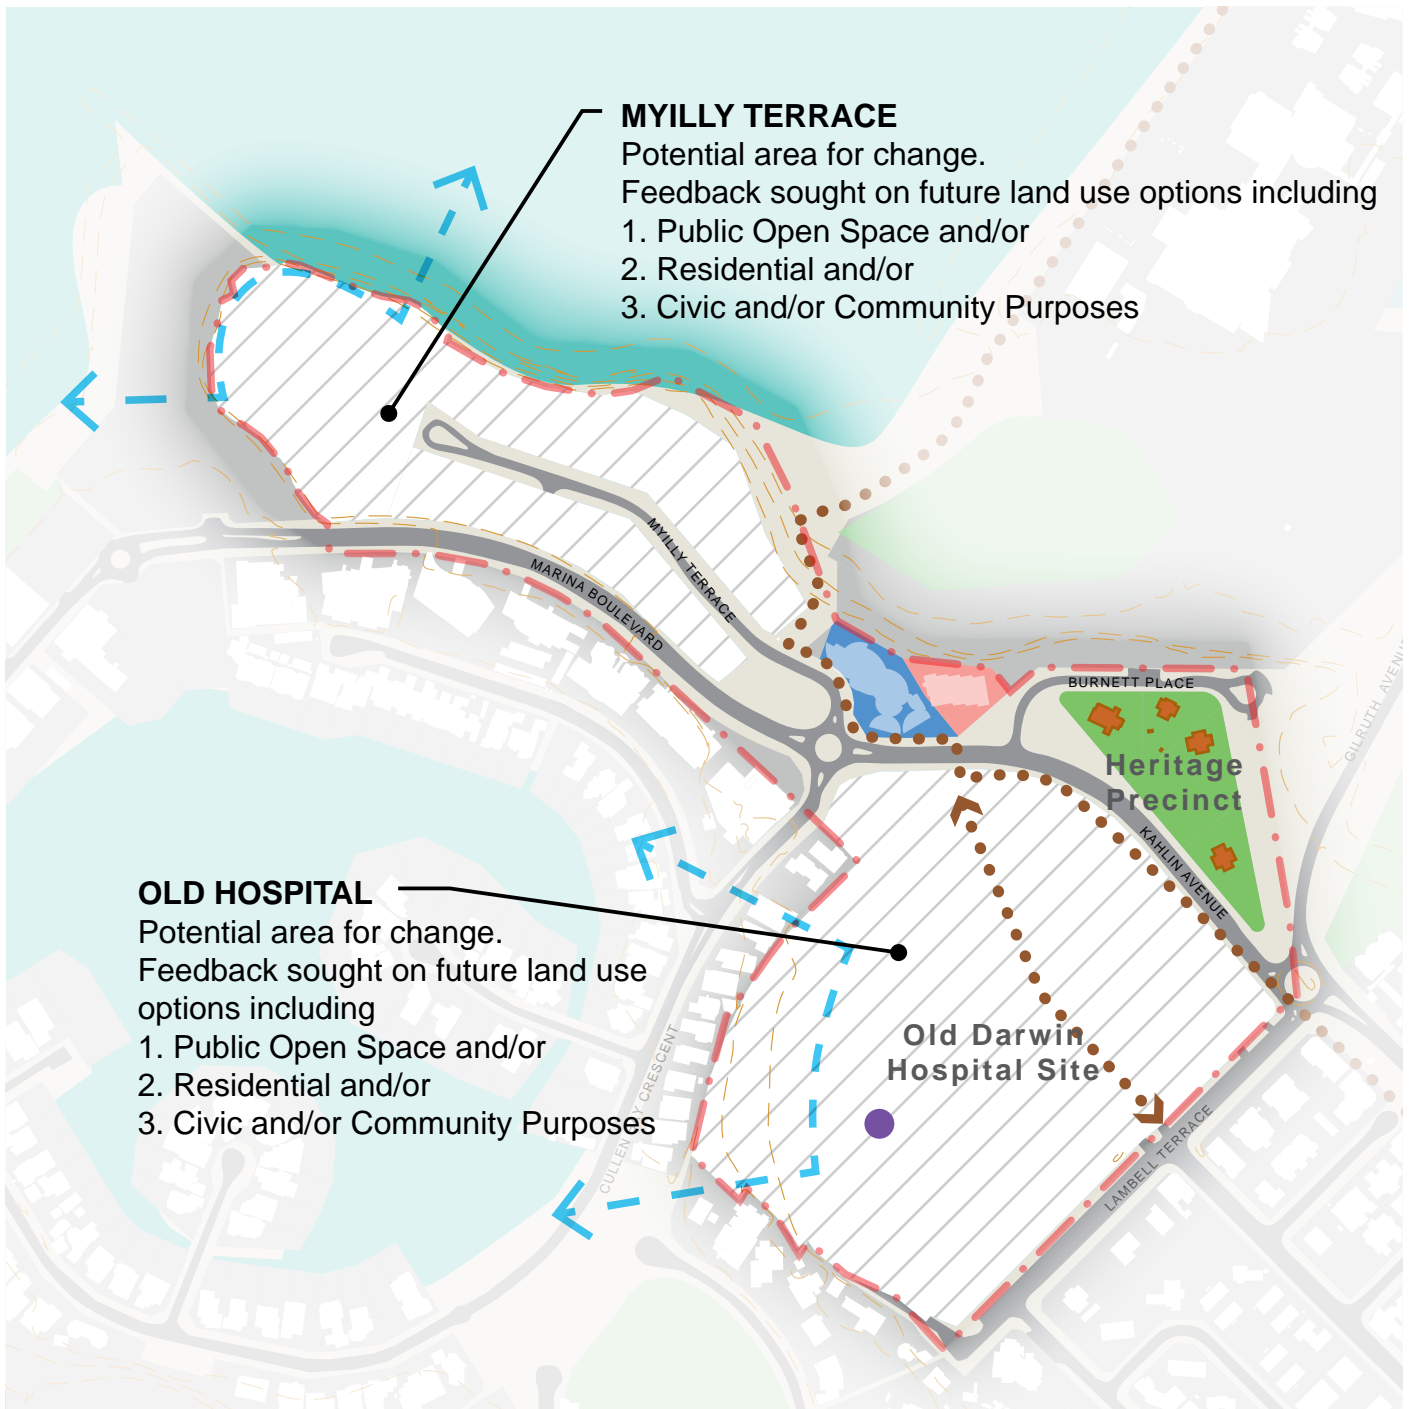 MYILLY TERRACE
Potential area for change.
Feedback sought on future land use options including
1. Public Open Space and/or
2. Residential and/or
3. Civic and/or Community Purposes
MYILLY TERRACE
MARINA BOULEVARD
BURNETT PLACE
GILRUTH AVENUE
Heritage
Precinct
KAHLIN AVENUE
OLD HOSPITAL
Potential area for change.
Feedback sought on future land use
options including
1. Public Open Space and/or
2. Residential and/or
3. Civic and/or Community Purposes
Old Darwin
Hospital Site
CRESCENT
LAMBELL TERRACE